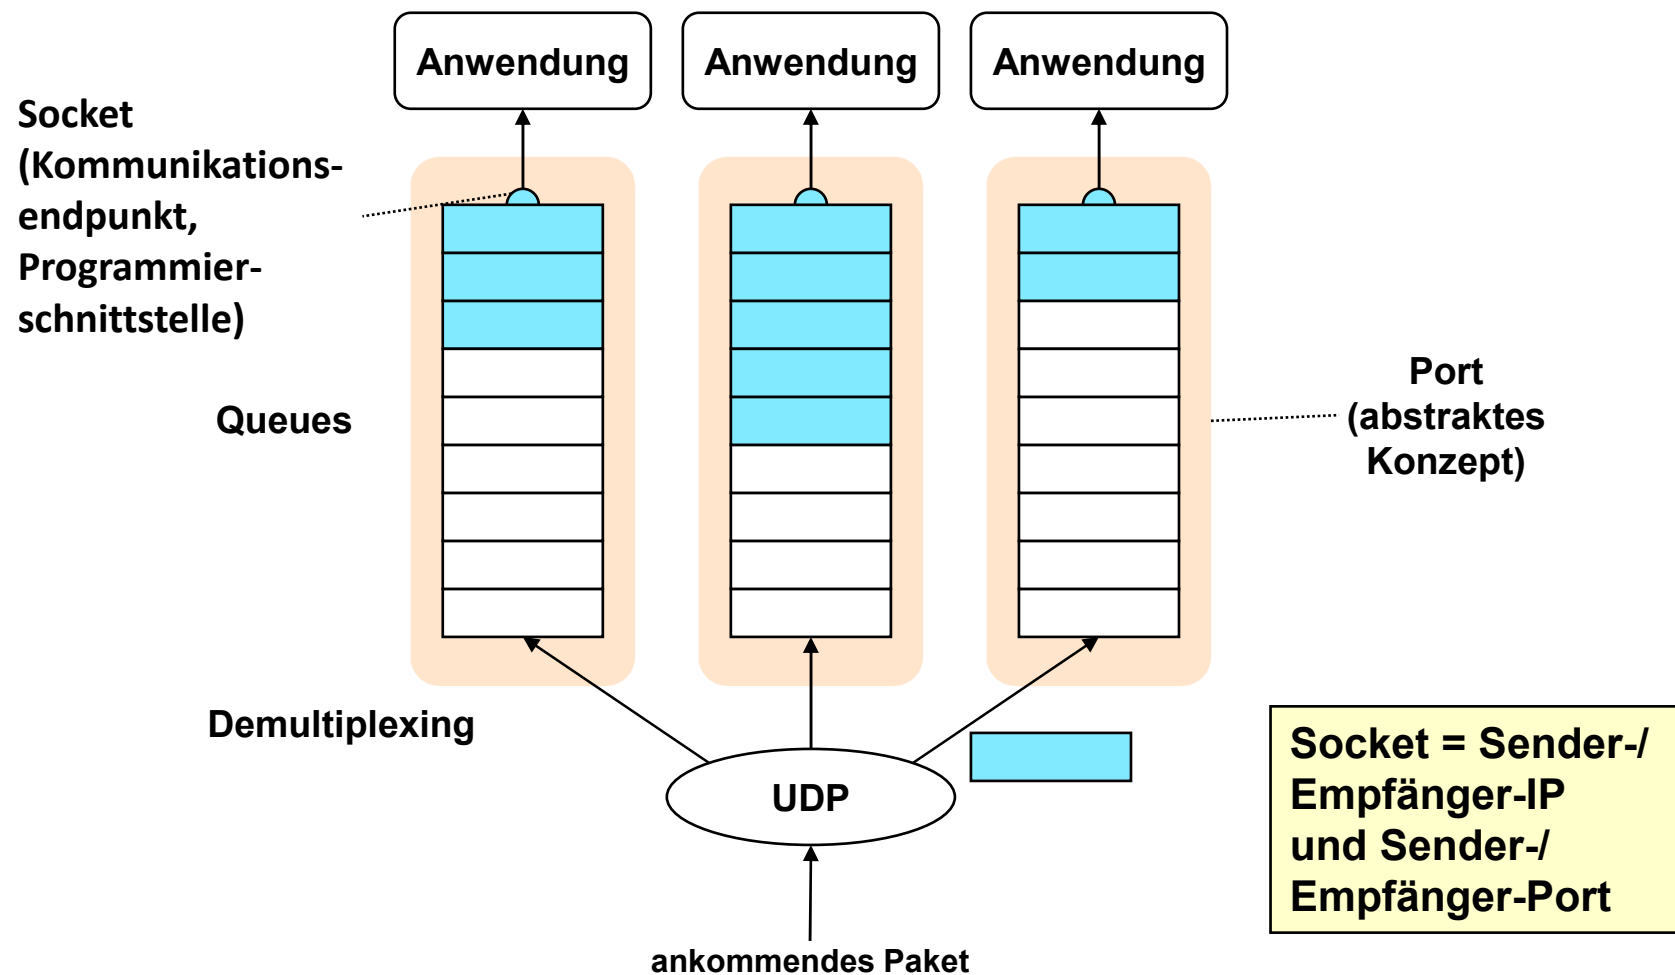 Anwendung
Anwendung
Anwendung
Socket
(Kommunikations-
endpunkt,
Programmier-
schnittstelle)
Queues
Port
(abstraktes
Konzept)
Demultiplexing
UDP
Socket = Sender-/
Empfänger-IP
und Sender-/
Empfänger-Port
ankommendes Paket